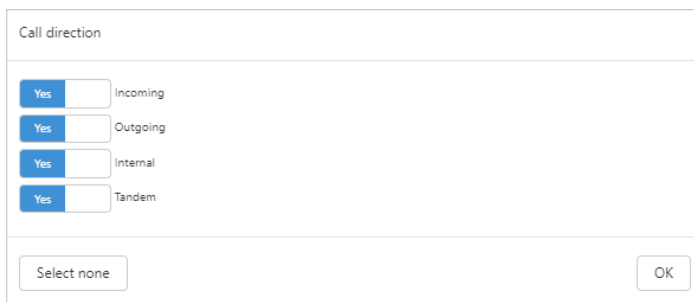 Call direction
Yes Incoming
Yes Outgoing
Yes Internal
Yes Tandem
Select none OK